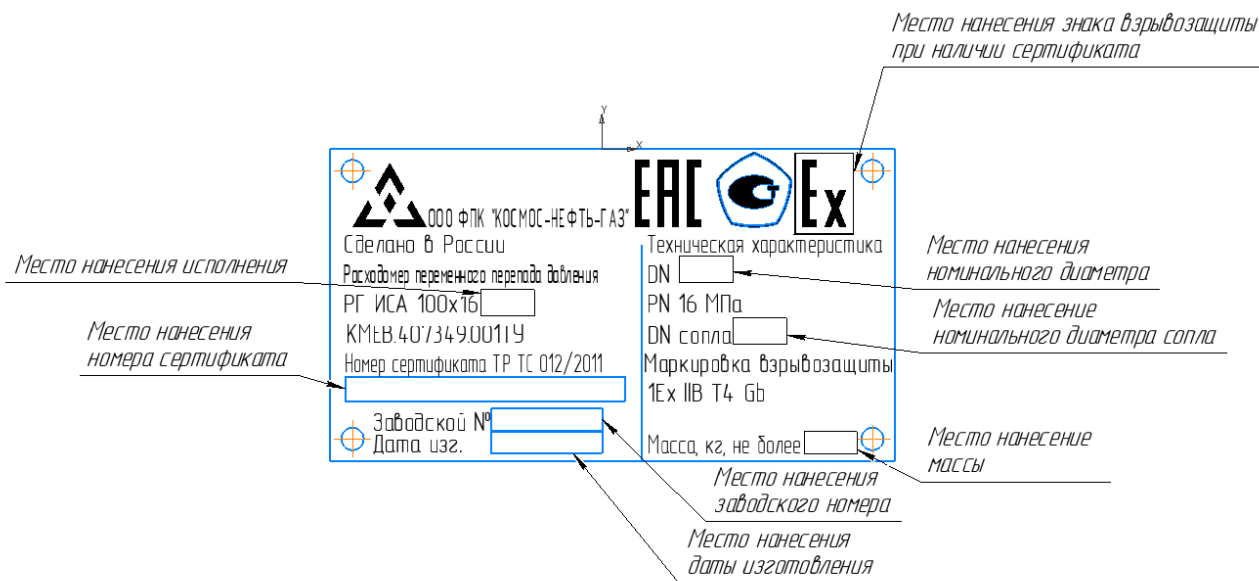 Место нанесения знака взрывозащиты
при наличии сертификата
Y
X
ООО ФПК "КОСМОС-НЕФТЬ-ГАЗ"
ЕАС
Ex
Сделано в России
Техническая характеристика
Место нанесения исполнения
Расходомер переменного перепада давления
DN
Место нанесения
номинального диаметра
РГ ИСА 100х16
PN 16 МПа
Место нанесение
номинального диаметра сопла
КМЕВ.407349.001ТУ
DN сопла
Место нанесения
номера сертификата
Номер сертификата ТР ТС 012/2011
Маркировка взрывозащиты
1Ex IIB T4 Gb
Заводской №
Дата изг.
Масса, кг, не более
Место нанесение
массы
Место нанесения
заводского номера
Место нанесения
даты изготовления